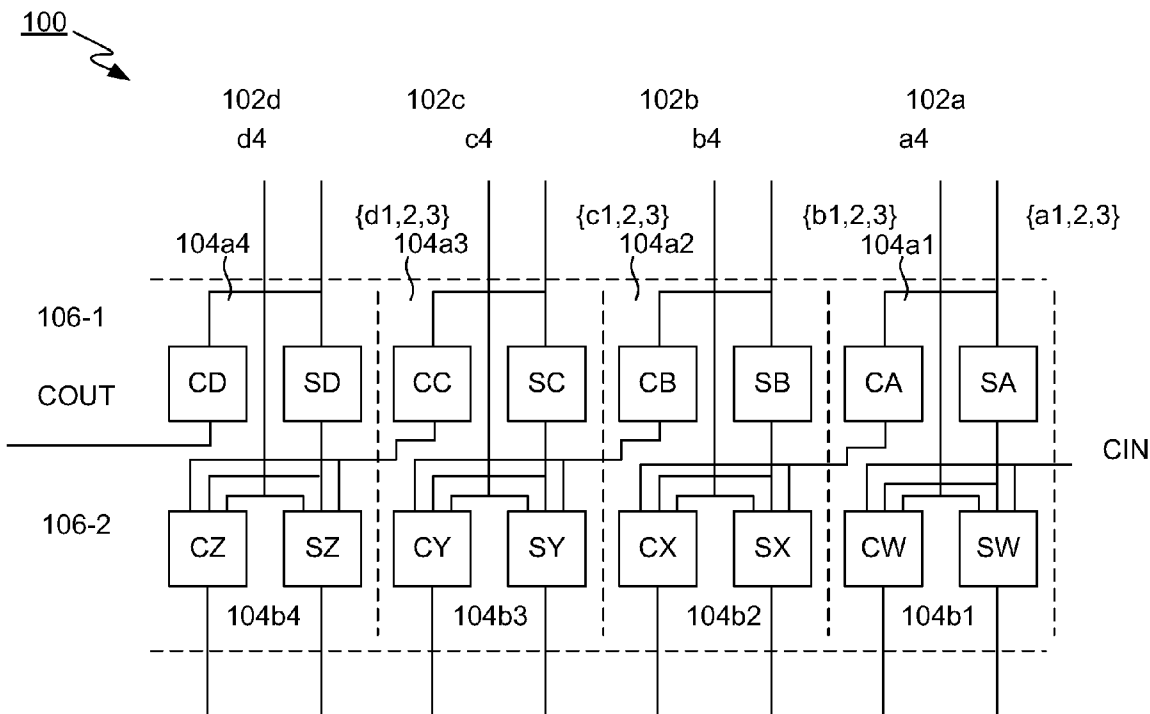 100
102d 102c 102b 102a
d4 c4 b4 a4
{d1,2,3} {c1,2,3} {b1,2,3} {a1,2,3}
104a4 104a3 104a2 104a1
106-1
CD SD CC SC CB SB CA SA
COUT
CIN
106-2
CZ SZ CY SY CX SX CW SW
104b4 104b3 104b2 104b1